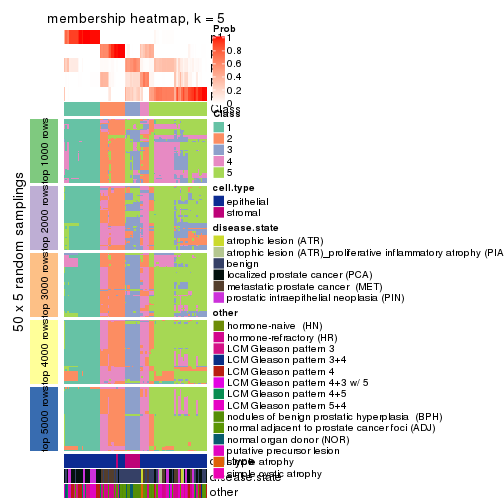 membership heatmap, k = 5
50 x 5 random samplings
top 1000 rows
top 2000 rows
top 3000 rows
top 4000 rows
top 5000 rows
Prob
1
0.8
0.6
0.4
0.2
0
Class
Class
1
2
3
4
5
cell.type
epithelial
stromal
disease.state
atrophic lesion (ATR)
atrophic lesion (ATR)_proliferative inflammatory atrophy (PIA
benign
localized prostate cancer (PCA)
metastatic prostate cancer (MET)
prostatic intraepithelial neoplasia (PIN)
other
hormone-naive (HN)
hormone-refractory (HR)
LCM Gleason pattern 3
LCM Gleason pattern 3+4
LCM Gleason pattern 4
LCM Gleason pattern 4+3 w/ 5
LCM Gleason pattern 4+5
LCM Gleason pattern 5+4
nodules of benign prostatic hyperplasia (BPH)
normal adjacent to prostate cancer foci (ADJ)
normal organ donor (NOR)
putative precursor lesion
simple atrophy
simple cystic atrophy
disease.state
other